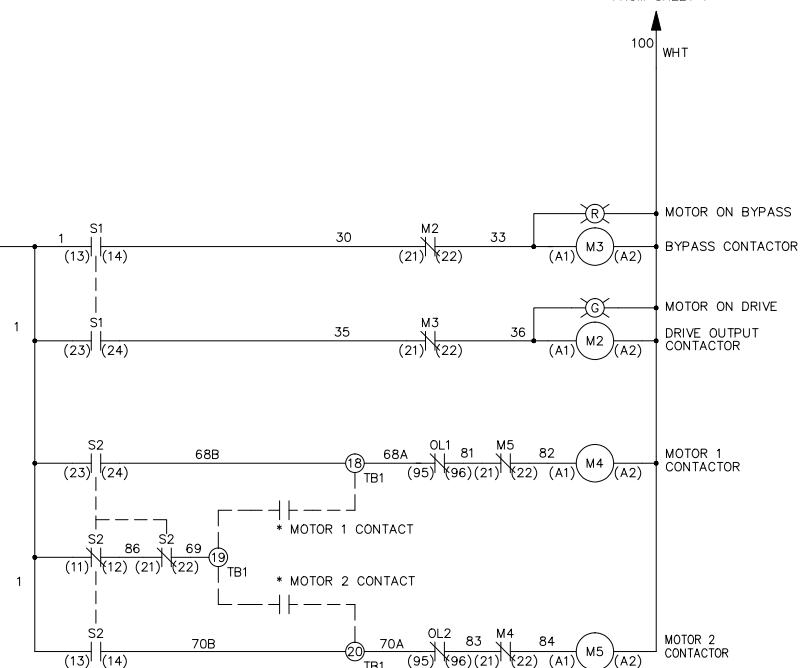 100
WHT
S1
1
30
M2
33
R
MOTOR ON BYPASS
(13) (14)
(21) (22)
(A1) M3 (A2)
BYPASS CONTACTOR
1
S1
35
M3
36
G
MOTOR ON DRIVE
(23) (24)
(21) (22)
(A1) M2 (A2)
DRIVE OUTPUT
CONTACTOR
S2
68B
18
TB1
68A
OL1
81
M5
82
(23) (24)
(95) (96) (21) (22)
(A1) M4 (A2)
MOTOR 1
CONTACTOR
* MOTOR 1 CONTACT
S2
86
S2
69
19
TB1
(11) (12) (21) (22)
1
* MOTOR 2 CONTACT
S2
70B
20
TB1
70A
OL2
83
M4
84
(13) (14)
(95) (96) (21) (22)
(A1) M5 (A2)
MOTOR 2
CONTACTOR